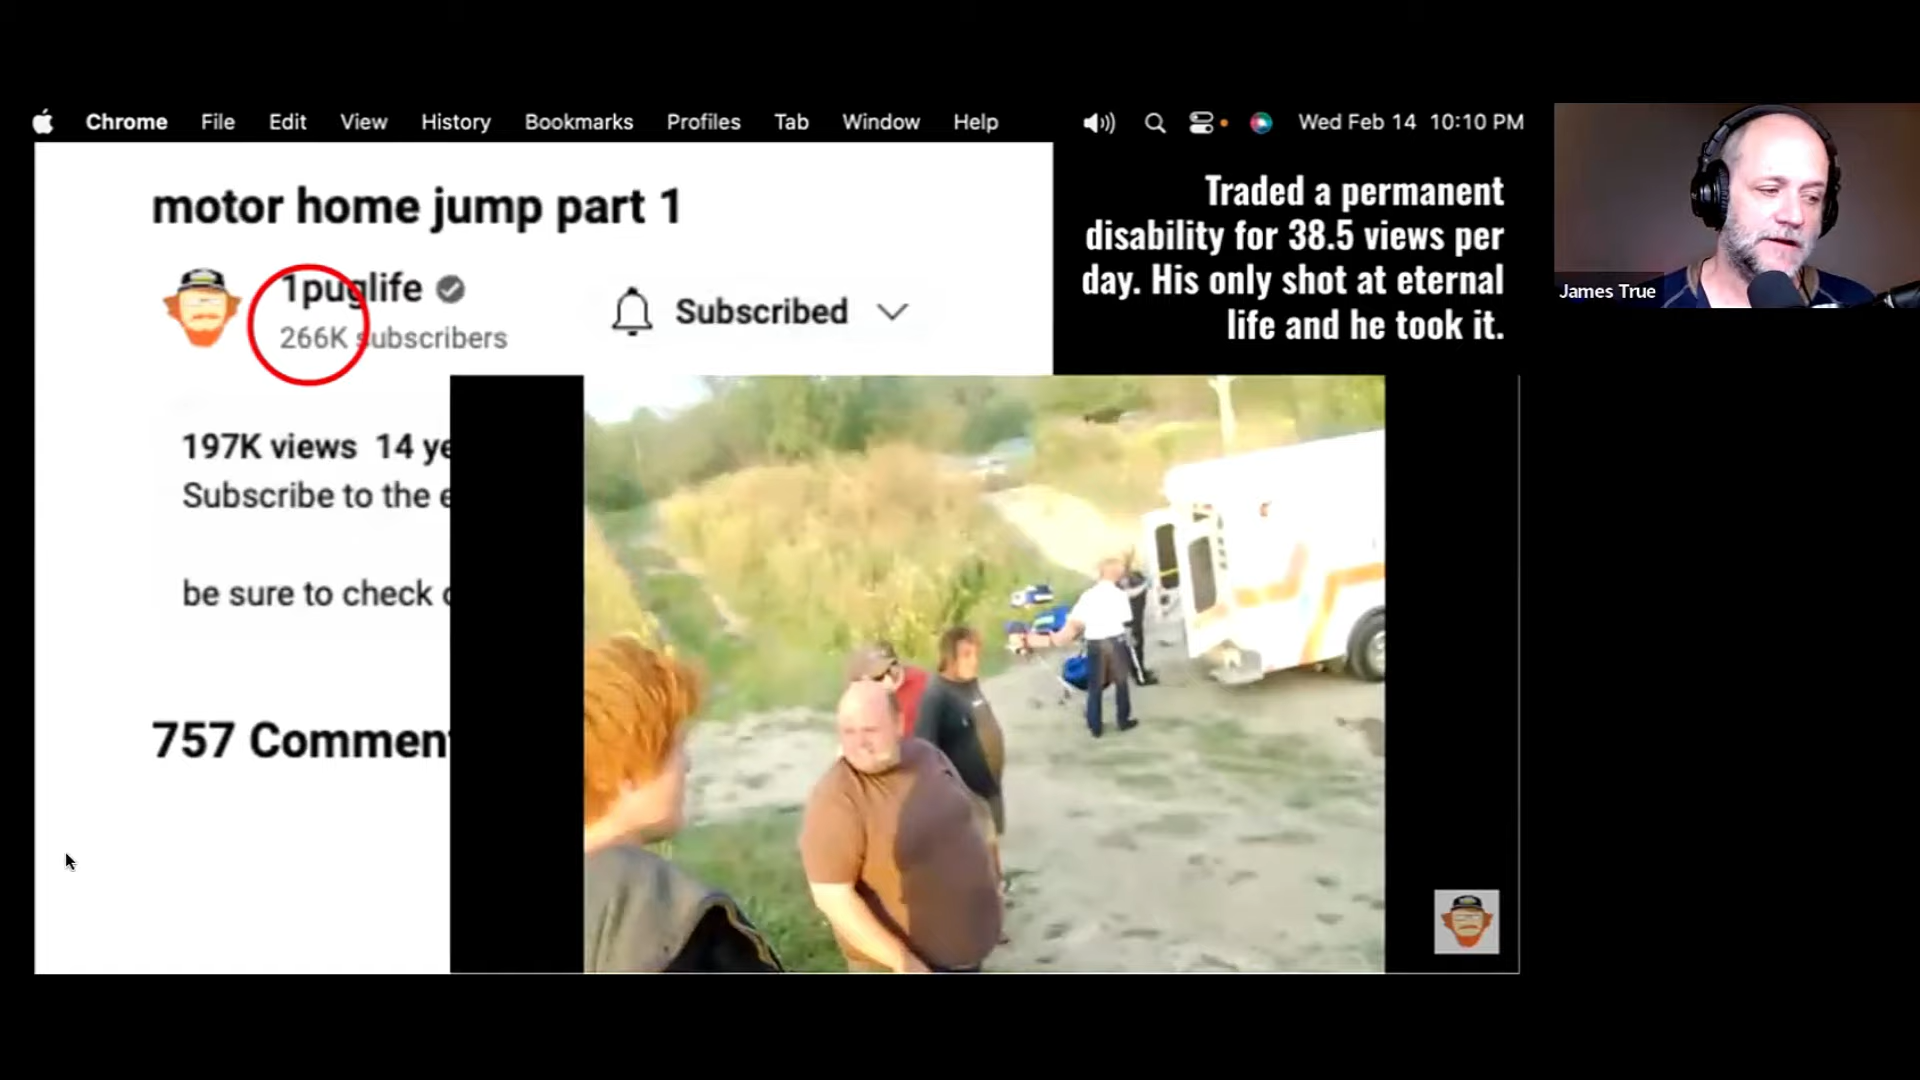 Chrome File Edit View History Bookmarks Profiles Tab Window Help Wed Feb 14 10:10 PM
motor home jump part 1
1puglife
266K subscribers
Subscribed
197K views 14 ye
Subscribe to the e
be sure to check
757 Commen
Traded a permanent
disability for 38.5 views per
day. His only shot at eternal
life and he took it.
James True